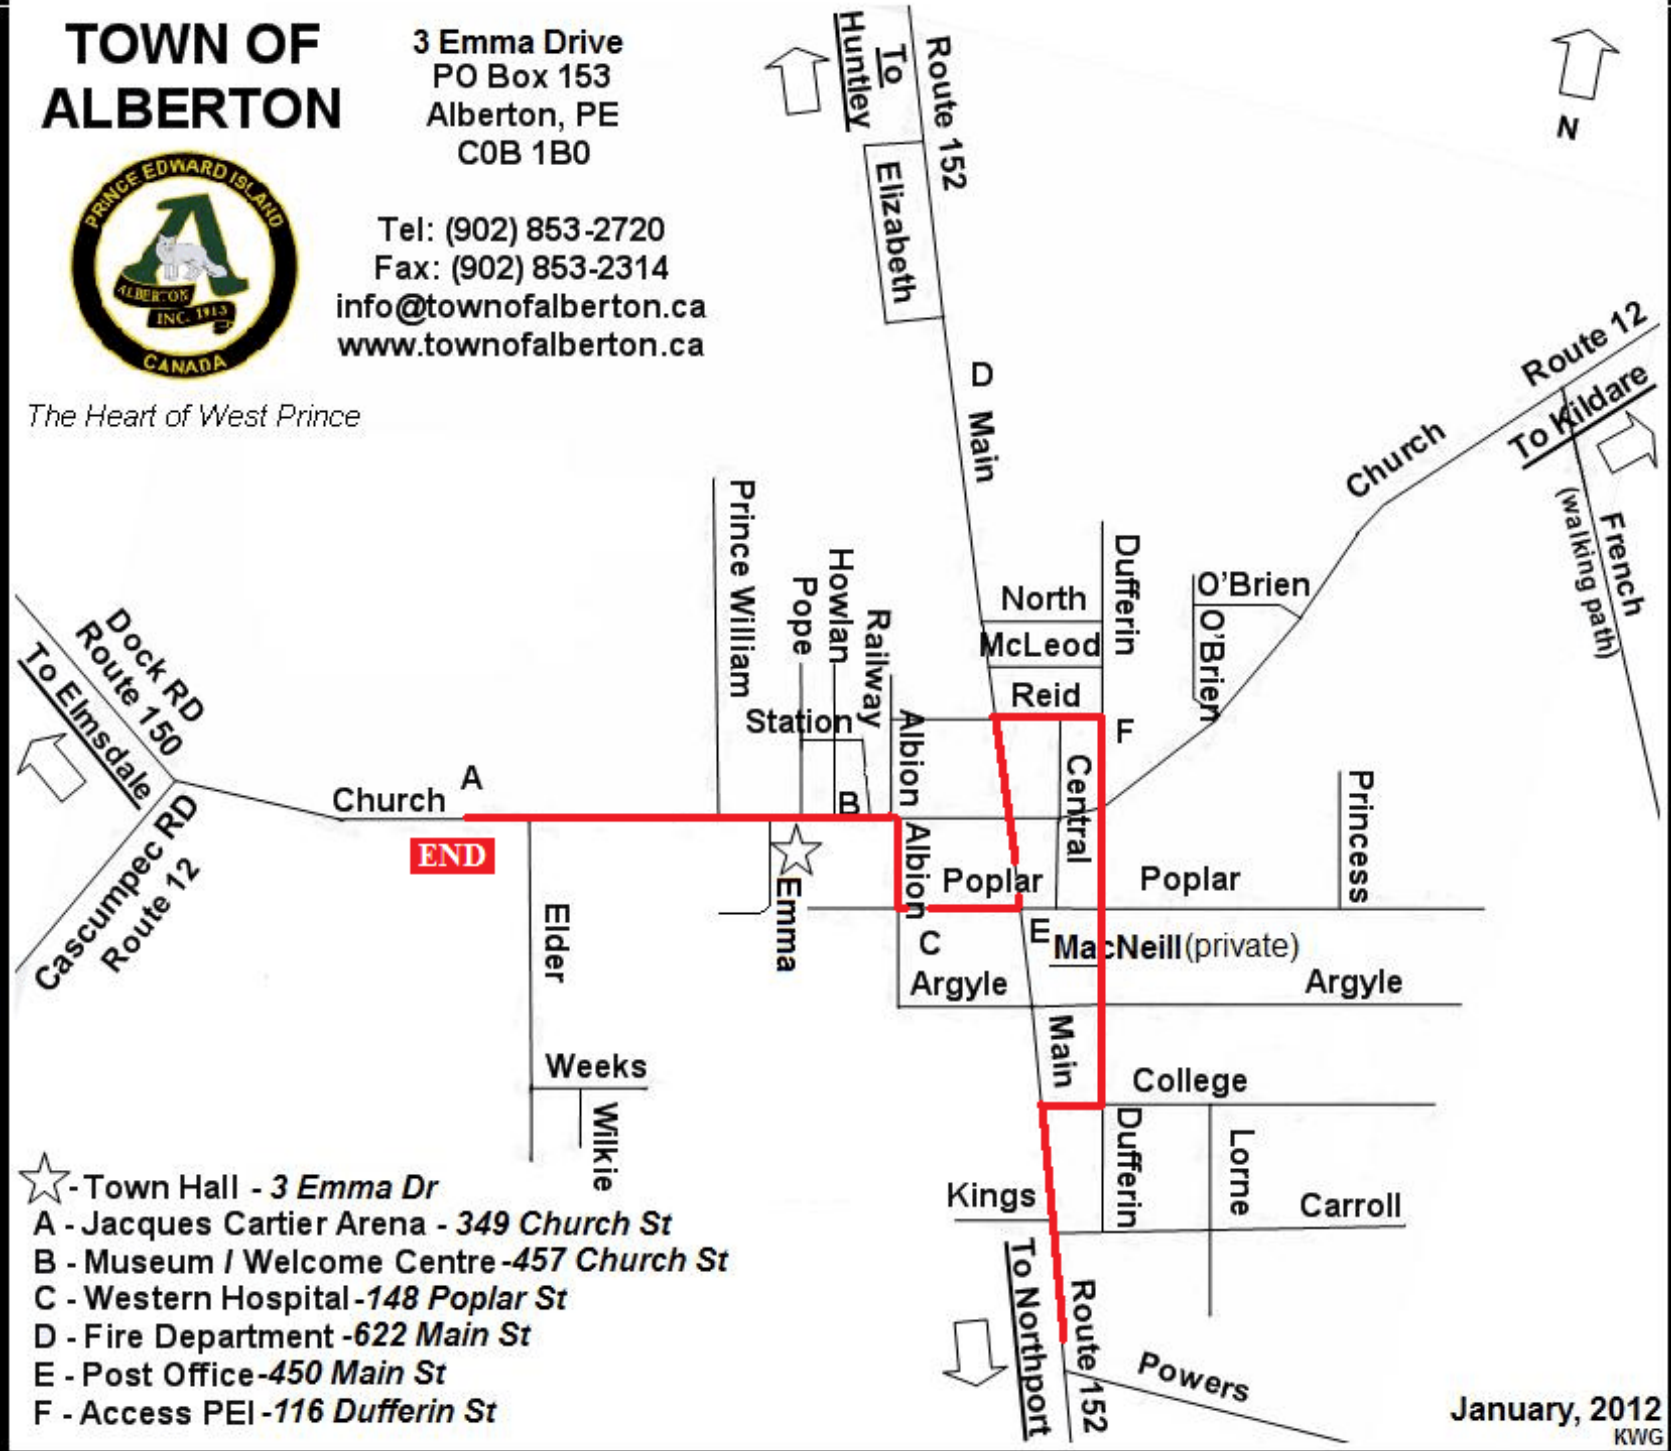 TOWN OF
ALBERTON
3 Emma Drive
PO Box 153
Alberton, PE
C0B 1B0
PRINCE EDWARD ISLAND
ALBERTON
INC. 1913
CANADA
Tel: (902) 853-2720
Fax: (902) 853-2314
info@townofalberton.ca
www.townofalberton.ca
The Heart of West Prince
To
Huntley
Route 152
Elizabeth
N
D
Main
Route 12
To Kildare
Church
French
(walking path)
Prince William
Pope
Howlan
Railway
Station
North
McLeod
Reid
Dufferin
O'Brien
O'Brien
F
Dock RD
Route 150
To Elmsdale
Church
A
B
Albion
Central
Princess
END
Cascumpec RD
Route 12
Elder
Emma
Albion
Poplar
Poplar
C
E
MacNeill (private)
Argyle
Argyle
Main
Weeks
Wilkie
College
Dufferin
Lorne
Kings
Carroll
To Northport
Route 152
Powers
- Town Hall - 3 Emma Dr
A - Jacques Cartier Arena - 349 Church St
B - Museum / Welcome Centre -457 Church St
C - Western Hospital -148 Poplar St
D - Fire Department -622 Main St
E - Post Office -450 Main St
F - Access PEI -116 Dufferin St
January, 2012
KWG